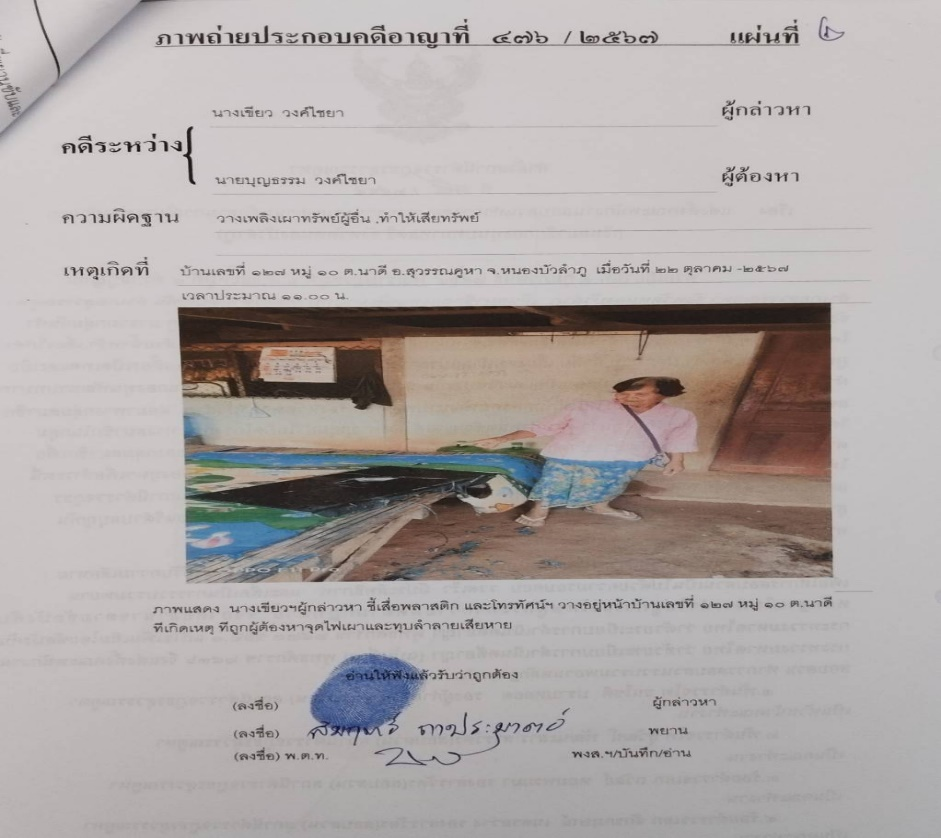 ภาพถ่ายประกอบคดีอาญาที่ ๔๗๖ /๒๕๖๗ แผ่นที่
นางเขียว วงค์ไชยา ผู้กล่าวหา
คดีระหว่าง
นายบุญธรรม วงค์ไชยา ผู้ต้องหา
ความผิดฐาน วางเพลิงเผาทรัพย์ผู้อื่น ,ทำให้เสียทรัพย์
เหตุเกิดที่ บ้านเลขที่ ๑๒๗ หมู่ ๑๐ ต.นาดี อ.สุวรรณคูหา จ.หนองบัวลำภู เมื่อวันที่ ๒๒ ตุลาคม -๒๕๖๗
เวลาประมาณ ๑๑.๐๐ น.
ภาพแสดง นางเขียวฯผู้กล่าวหา ชี้เสื่อพลาสติก และโทรทัศน์ฯ วางอยู่หน้าบ้านเลขที่ ๑๒๗ หมู่ ๑๐ ต.นาดี
ที่เกิดเหตุ ที่ถูกผู้ต้องหาจุดไฟเผาและทุบลำลายเสียหาย
อ่านให้ฟังแล้วรับว่าถูกต้อง
(ลงชื่อ) ผู้กล่าวหา
(ลงชื่อ) พยาน
(ลงชื่อ) พ.ต.ท. พงส.ฯ/บันทึก/อ่าน